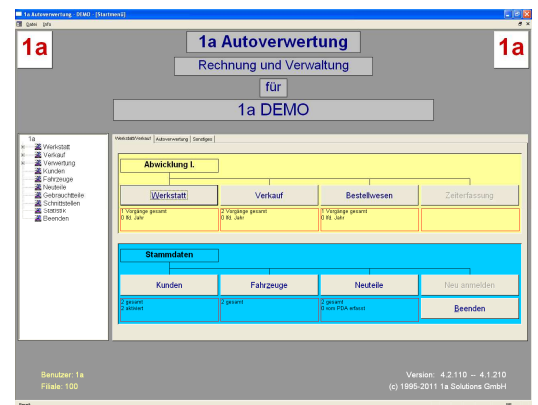 1a Autoverwertung - DEMO - [Startmenü]
Datei Info
1a
1a Autoverwertung
1a
Rechnung und Verwaltung
für
1a DEMO
1a
Werkstatt
Verkauf
Verwertung
Kunden
Fahrzeuge
Neuteile
Gebrauchtteile
Schnittstellen
Statistik
Beenden
Werkstatt/Verkauf Autoverwertung Sonstiges
Abwicklung I.
Werkstatt Verkauf Bestellwesen Zeiterfassung
1 Vorgänge gesamt 2 Vorgänge gesamt 1 Vorgänge gesamt
0 lfd. Jahr 0 lfd. Jahr 0 lfd. Jahr
Stammdaten
Kunden Fahrzeuge Neuteile Neu anmelden
2 gesamt 2 gesamt 2 gesamt
2 aktiviert 0 vom PDA erfasst
Beenden
Benutzer: 1a Version: 4.2.110 -- 4.1.210
Filiale: 100 (c) 1995-2011 1a Solutions GmbH